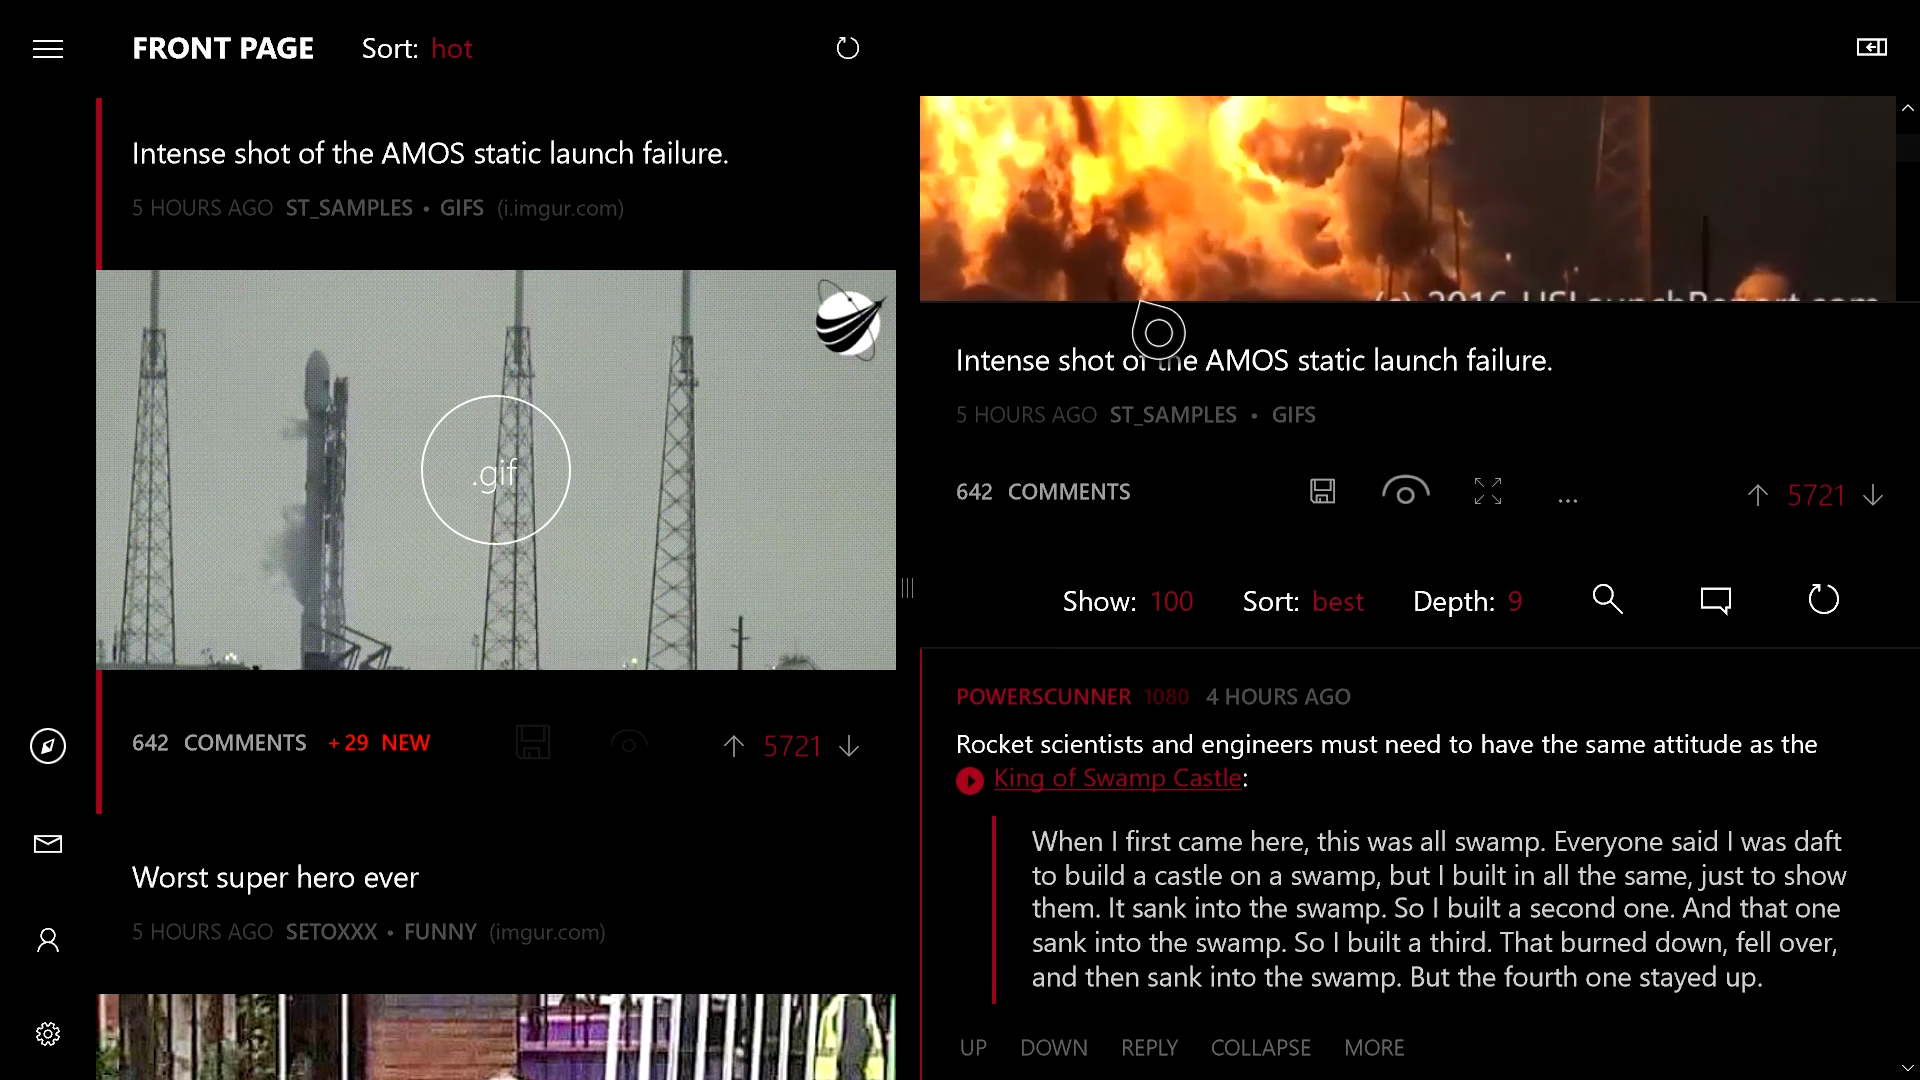 FRONT PAGE Sort: hot
Intense shot of the AMOS static launch failure.
5 HOURS AGO ST_SAMPLES • GIFS (i.imgur.com)
.gif
642 COMMENTS +29 NEW 5721
Worst super hero ever
5 HOURS AGO SETOXXX • FUNNY (imgur.com)
(c) 2016 USLaunchReport.com
Intense shot of the AMOS static launch failure.
5 HOURS AGO ST_SAMPLES • GIFS
642 COMMENTS ... 5721
Show: 100 Sort: best Depth: 9
POWERSCUNNER 1080 4 HOURS AGO
Rocket scientists and engineers must need to have the same attitude as the
King of Swamp Castle:
When I first came here, this was all swamp. Everyone said I was daft
to build a castle on a swamp, but I built in all the same, just to show
them. It sank into the swamp. So I built a second one. And that one
sank into the swamp. So I built a third. That burned down, fell over,
and then sank into the swamp. But the fourth one stayed up.
UP DOWN REPLY COLLAPSE MORE